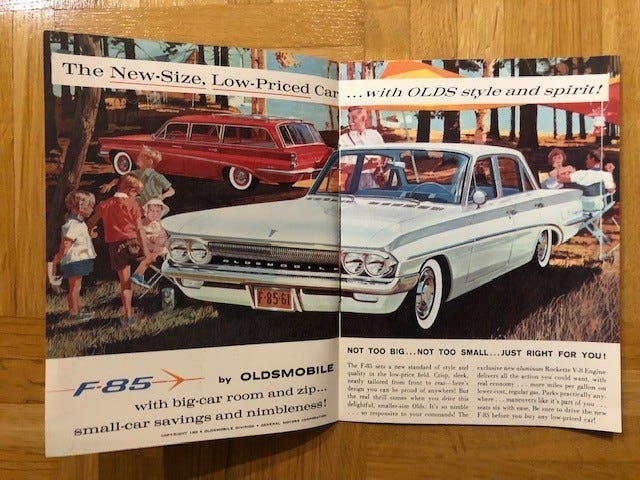 The New-Size, Low-Priced Car
...with OLDS style and spirit!
OLDSMOBILE
F-85-61
F-85
by OLDSMOBILE
with big-car room and zip...
small-car savings and nimbleness!
OLDSMOBILE DIVISION • GENERAL MOTORS CORPORATION
NOT TOO BIG...NOT TOO SMALL...JUST RIGHT FOR YOU!
The F-85 sets a new standard of style and
quality in the low-price field. Crisp, sleek,
neatly tailored from front to rear—here's
design you can be proud of anywhere! But
the real thrill comes when you drive this
delightful, smaller-size Olds. It's so nimble
. . . so responsive to your commands! The
exclusive new aluminum Rockette V-8 Engine
delivers all the action you could want, with
real economy . . . more miles per gallon on
lower cost, regular gas. Parks practically any-
where . . . maneuvers like it's part of you . . .
seats six with ease. Be sure to drive the new
F-85 before you buy any low-priced car!